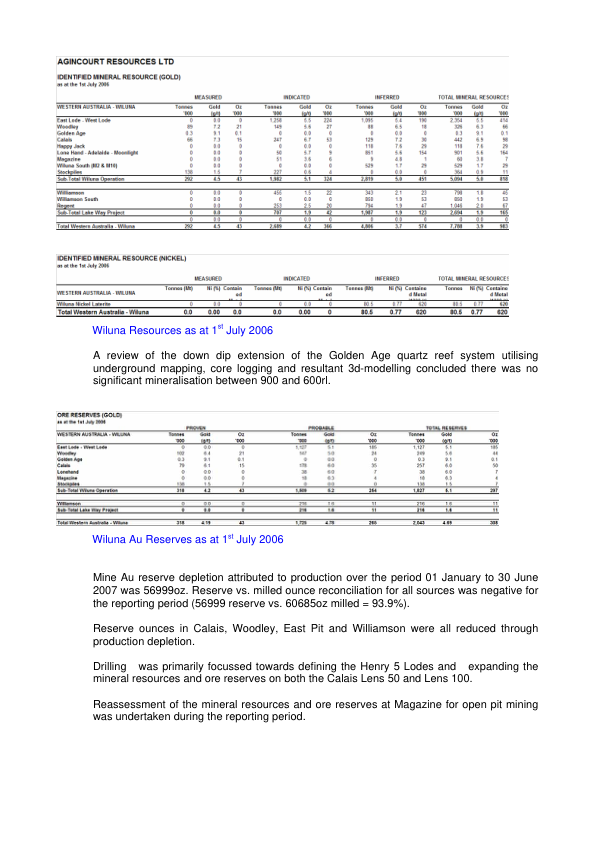 AGINCOURT RESOURCES LTD
IDENTIFIED MINERAL RESOURCE (GOLD)
as at the 1st July 2006
MEASURED INDICATED INFERRED TOTAL MINERAL RESOURCES
WESTERN AUSTRALIA - WILUNA Tonnes Gold Oz Tonnes Gold Oz Tonnes Gold Oz Tonnes Gold Oz
'000 (g/t) '000 '000 (g/t) '000 '000 (g/t) '000 '000 (g/t) '000
East Lode - West Lode 0 0.0 0 1,258 5.5 224 1,095 5.4 190 2,354 5.5 414
Woodley 89 7.2 21 149 5.6 27 88 6.5 18 326 6.3 66
Golden Age 0.3 9.1 0.1 0 0.0 0 0 0.0 0 0.3 9.1 0.1
Calais 66 7.3 15 247 6.7 53 129 7.2 30 442 6.9 98
Happy Jack 0 0.0 0 0 0.0 0 118 7.6 29 118 7.6 29
Lone Hand - Adelaide - Moonlight 0 0.0 0 50 5.7 9 851 5.6 154 901 5.6 164
Magazine 0 0.0 0 51 3.6 6 9 4.8 1 60 3.8 7
Wiluna South (M2 & M10) 0 0.0 0 0 0.0 0 529 1.7 29 529 1.7 29
Stockpiles 138 1.5 7 227 0.6 4 0 0.0 0 364 0.9 11
Sub-Total Wiluna Operation 292 4.5 43 1,982 5.1 324 2,819 5.0 451 5,094 5.0 818
Williamson 0 0.0 0 455 1.5 22 343 2.1 23 798 1.8 45
Williamson South 0 0.0 0 0 0.0 0 850 1.9 53 850 1.9 53
Regent 0 0.0 0 253 2.5 20 794 1.9 47 1,046 2.0 67
Sub-Total Lake Way Project 0 0.0 0 707 1.9 42 1,987 1.9 123 2,694 1.9 165
Total Western Australia - Wiluna 292 4.5 43 2,689 4.2 366 4,806 3.7 574 7,788 3.9 983
IDENTIFIED MINERAL RESOURCE (NICKEL)
as at the 1st July 2006
MEASURED INDICATED INFERRED TOTAL MINERAL RESOURCES
WESTERN AUSTRALIA - WILUNA Tonnes (Mt) Ni (%) Contain ed Tonnes (Mt) Ni (%) Contain ed Tonnes (Mt) Ni (%) Containe d Metal Tonnes (Mt) Ni (%) Containe d Metal
Wiluna Nickel Laterite 0 0.0 0 0 0.0 0 80.5 0.77 620 80.5 0.77 620
Total Western Australia - Wiluna 0.0 0.00 0.0 0.0 0.00 0 80.5 0.77 620 80.5 0.77 620
Wiluna Resources as at 1st July 2006
A review of the down dip extension of the Golden Age quartz reef system utilising
underground mapping, core logging and resultant 3d-modelling concluded there was no
significant mineralisation between 900 and 600rl.
ORE RESERVES (GOLD)
as at the 1st July 2006
PROVEN PROBABLE TOTAL RESERVES
WESTERN AUSTRALIA - WILUNA Tonnes Gold Oz Tonnes Gold Oz Tonnes Gold Oz
'000 (g/t) '000 '000 (g/t) '000 '000 (g/t) '000
East Lode - West Lode 0 0.0 0 1,127 5.1 185 1,127 5.1 185
Woodley 102 6.4 21 147 5.0 24 249 5.6 44
Golden Age 0.3 9.1 0.1 0 0.0 0 0.3 9.1 0.1
Calais 79 6.1 15 178 6.0 35 257 6.0 50
Lonehand 0 0.0 0 38 6.0 7 38 6.0 7
Magazine 0 0.0 0 18 6.3 4 18 6.3 4
Stockpiles 138 1.5 7 0 0.0 0 138 1.5 7
Sub-Total Wiluna Operation 318 4.2 43 1,509 5.2 254 1,827 5.1 297
Williamson 0 0.0 0 216 1.6 11 216 1.6 11
Sub-Total Lake Way Project 0 0.0 0 216 1.6 11 216 1.6 11
Total Western Australia - Wiluna 318 4.19 43 1,725 4.78 265 2,043 4.69 308
Wiluna Au Reserves as at 1st July 2006
Mine Au reserve depletion attributed to production over the period 01 January to 30 June
2007 was 56999oz. Reserve vs. milled ounce reconciliation for all sources was negative for
the reporting period (56999 reserve vs. 60685oz milled = 93.9%).
Reserve ounces in Calais, Woodley, East Pit and Williamson were all reduced through
production depletion.
Drilling was primarily focussed towards defining the Henry 5 Lodes and expanding the
mineral resources and ore reserves on both the Calais Lens 50 and Lens 100.
Reassessment of the mineral resources and ore reserves at Magazine for open pit mining
was undertaken during the reporting period.